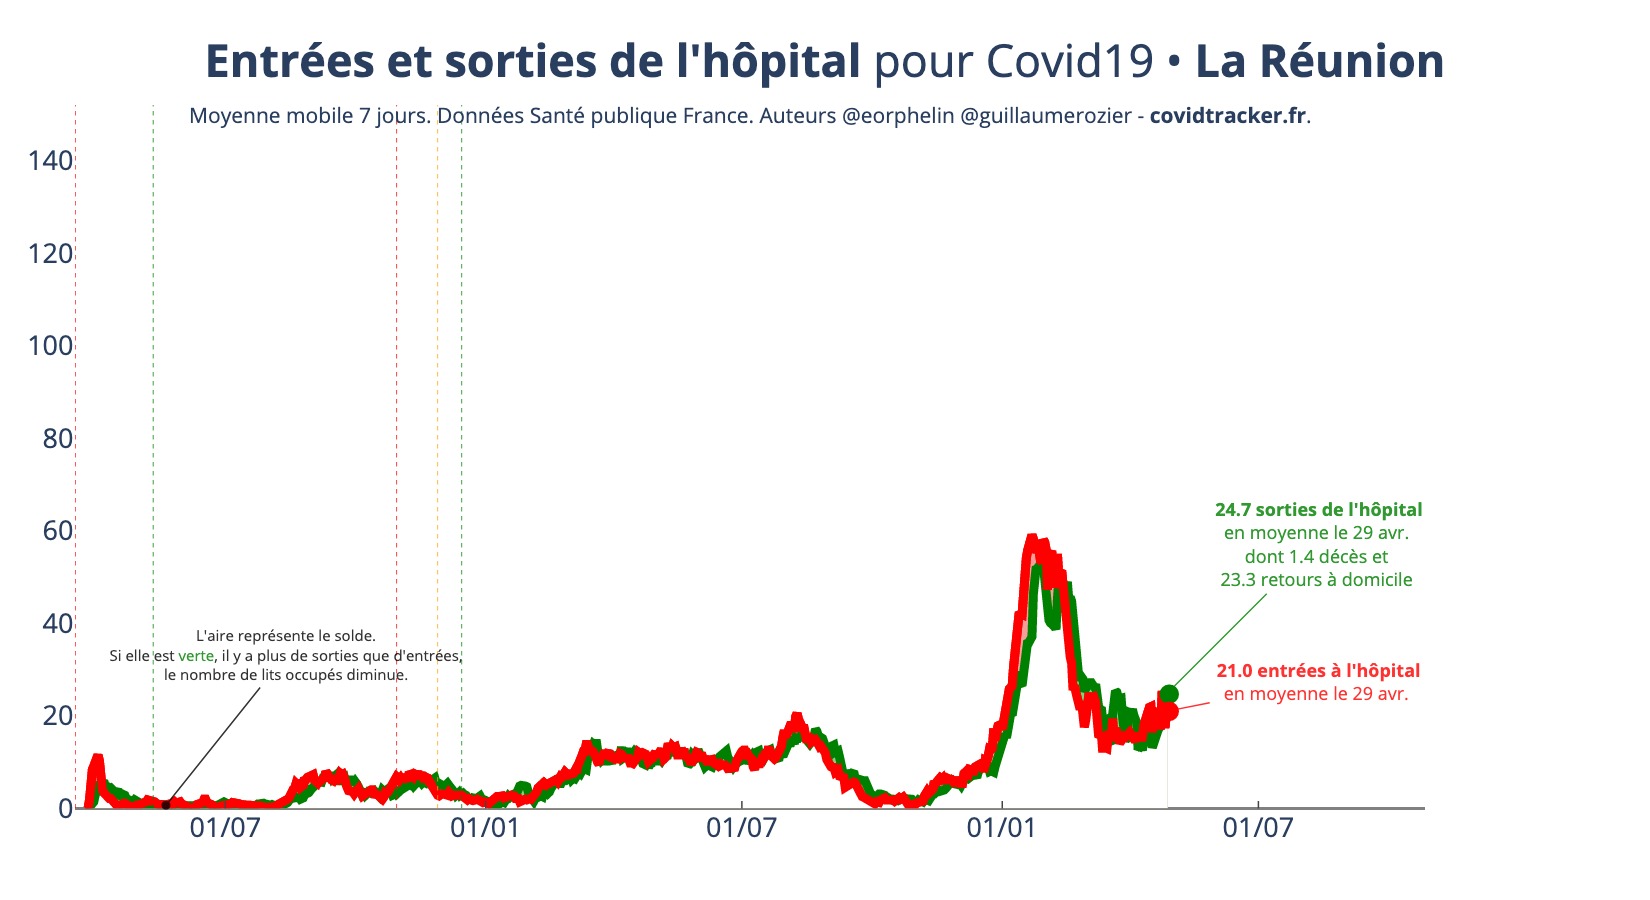 Entrées et sorties de l'hôpital pour Covid19 • La Réunion
Moyenne mobile 7 jours. Données Santé publique France. Auteurs @eorphelin @guillaumerozier - covidtracker.fr.
140
120
100
80
60
40
20
0
24.7 sorties de l'hôpital
en moyenne le 29 avr.
dont 1.4 décès et
23.3 retours à domicile
L'aire représente le solde.
Si elle est verte, il y a plus de sorties que d'entrées,
le nombre de lits occupés diminue.
21.0 entrées à l'hôpital
en moyenne le 29 avr.
01/07 01/01 01/07 01/01 01/07